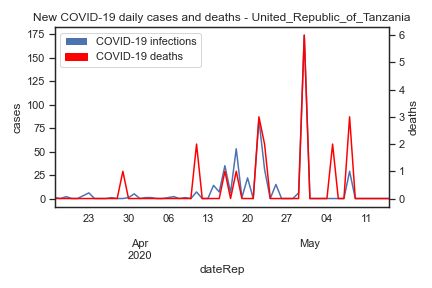 New COVID-19 daily cases and deaths - United_Republic_of_Tanzania
COVID-19 infections
COVID-19 deaths
cases
175
150
125
100
75
50
25
0
deaths
6
5
4
3
2
1
0
23 30 06 13 20 27 04 11
Apr May
2020
dateRep